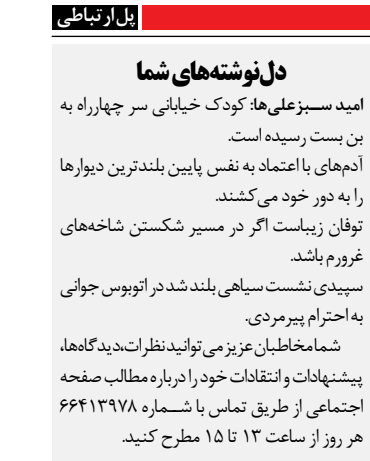 پل ارتباطی
دل‌نوشته‌های شما
امید سبزعلی‌ها: کودک خیابانی سر چهارراه به
بن بست رسیده است.
آدم‌های با اعتماد به نفس پایین بلندترین دیوارها
را به دور خود می‌کشند.
توفان زیباست اگر در مسیر شکستن شاخه‌های
غرورم باشد.
سپیدی نشست سیاهی بلند شد در اتوبوس جوانی
به احترام پیرمردی.
شما مخاطبان عزیز می‌توانید نظرات، دیدگاه‌ها،
پیشنهادات و انتقادات خود را درباره مطالب صفحه
اجتماعی از طریق تماس با شماره ۶۶۴۱۳۹۷۸
هر روز از ساعت ۱۳ تا ۱۵ مطرح کنید.